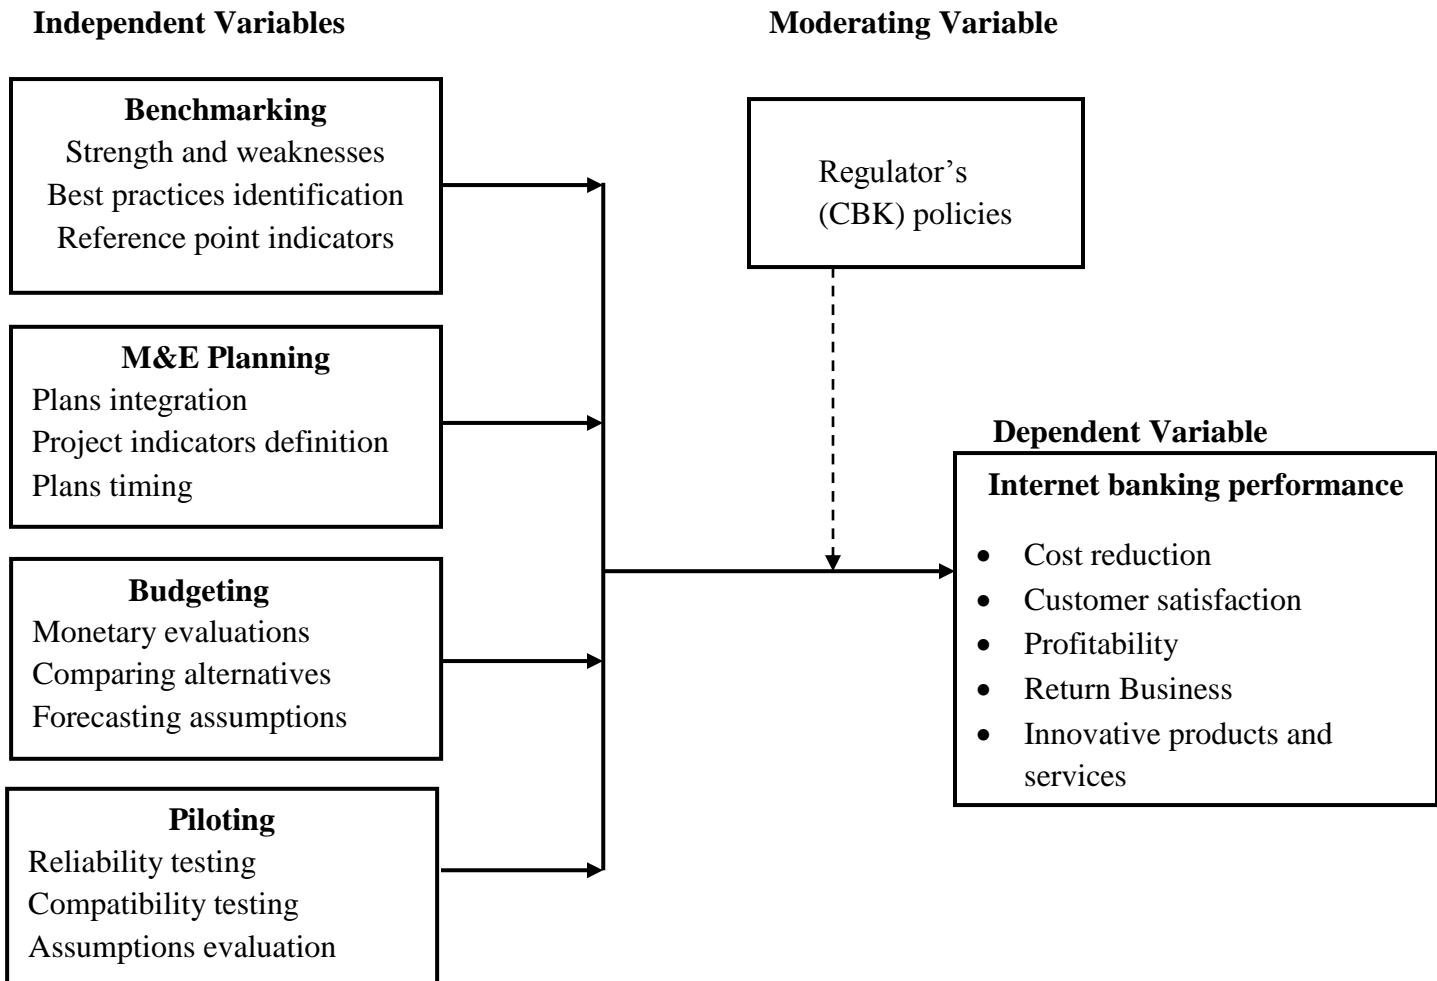 Independent Variables
Moderating Variable
Benchmarking
Strength and weaknesses
Best practices identification
Reference point indicators
Regulator’s
(CBK) policies
M&E Planning
Plans integration
Project indicators definition
Plans timing
Dependent Variable
Internet banking performance
• Cost reduction
• Customer satisfaction
• Profitability
• Return Business
• Innovative products and
services
Budgeting
Monetary evaluations
Comparing alternatives
Forecasting assumptions
Piloting
Reliability testing
Compatibility testing
Assumptions evaluation